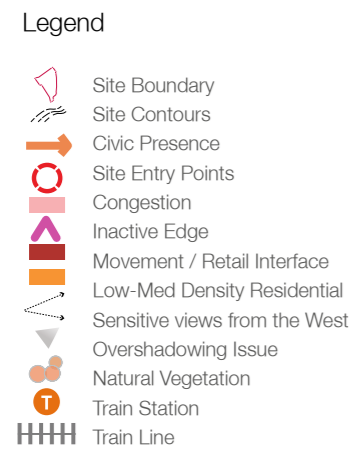 Legend
Site Boundary
Site Contours
Civic Presence
Site Entry Points
Congestion
Inactive Edge
Movement / Retail Interface
Low-Med Density Residential
Sensitive views from the West
Overshadowing Issue
Natural Vegetation
T Train Station
Train Line